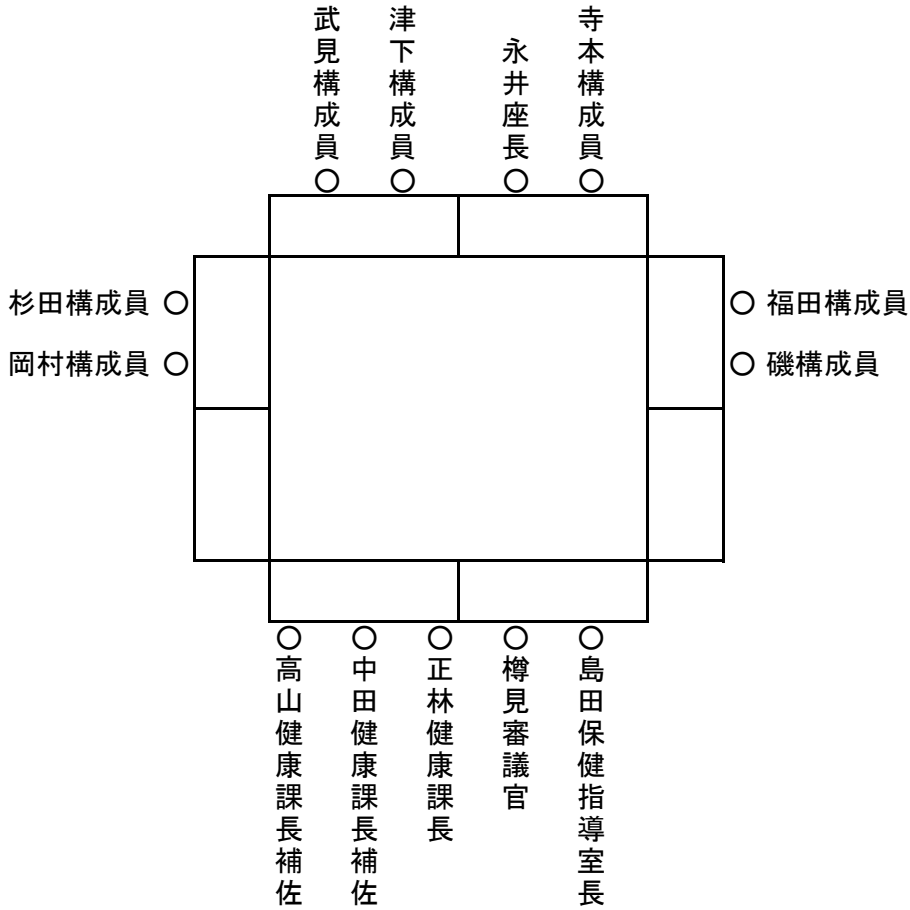 武見構成員
津下構成員
永井座長
寺本構成員
杉田構成員
岡村構成員
福田構成員
磯構成員
高山健康課長補佐
中田健康課長補佐
正林健康課長
樽見審議官
島田保健指導室長